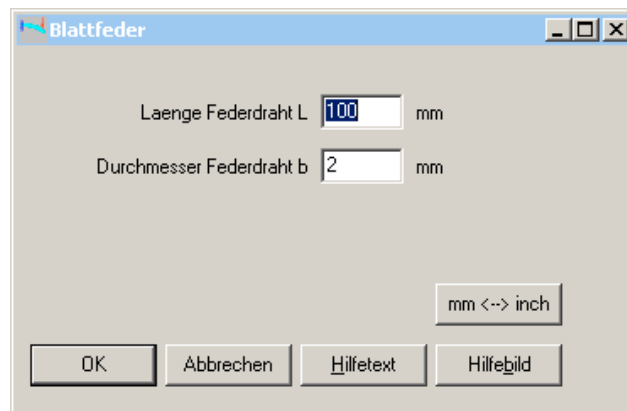 Blattfeder
Laenge Federdraht L 100 mm
Durchmesser Federdraht b 2 mm
mm <--> inch
OK Abbrechen Hilfetext Hilfebild